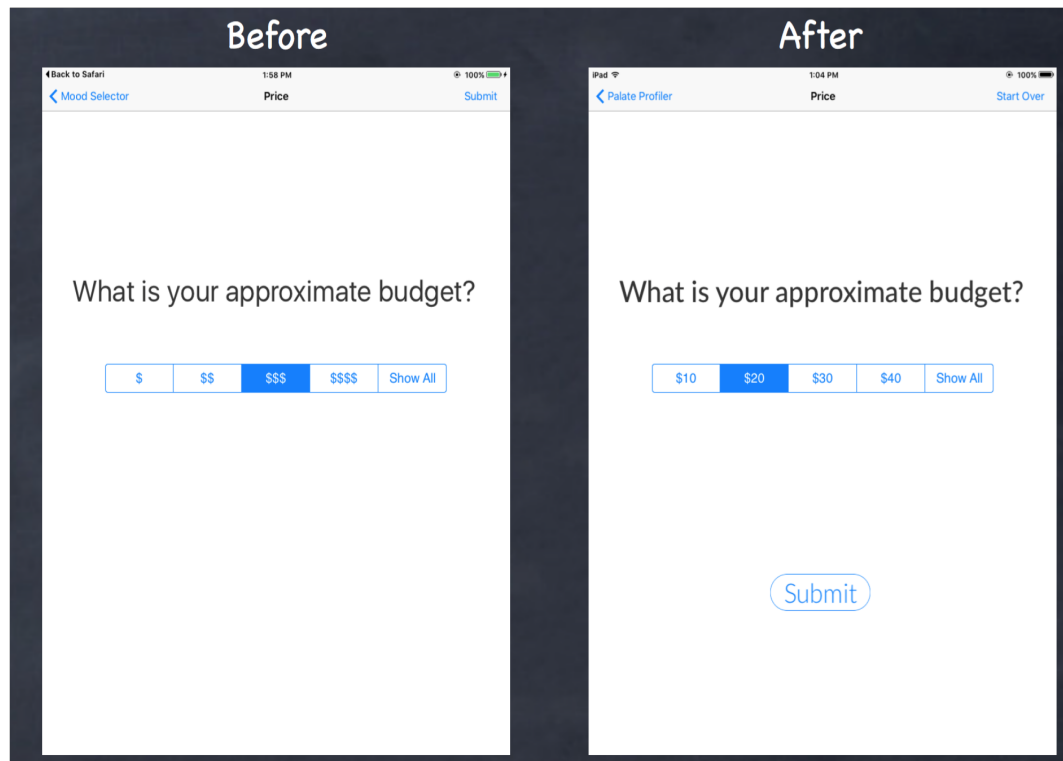 Before
Back to Safari 1:58 PM 100%
Mood Selector Price Submit
What is your approximate budget?
$ $$ $$$ $$$$ Show All
After
iPad 1:04 PM 100%
Palate Profiler Price Start Over
What is your approximate budget?
$10 $20 $30 $40 Show All
Submit